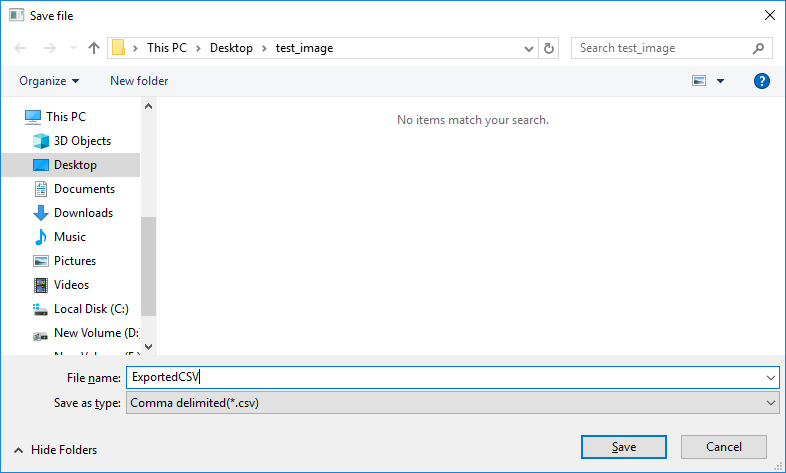 Save file
This PC
Desktop
test_image
Search test_image
Organize
New folder
?
This PC
3D Objects
Desktop
Documents
Downloads
Music
Pictures
Videos
Local Disk (C:)
New Volume (D:
No items match your search.
File name: ExportedCSV
Save as type: Comma delimited(*.csv)
Hide Folders
Save
Cancel